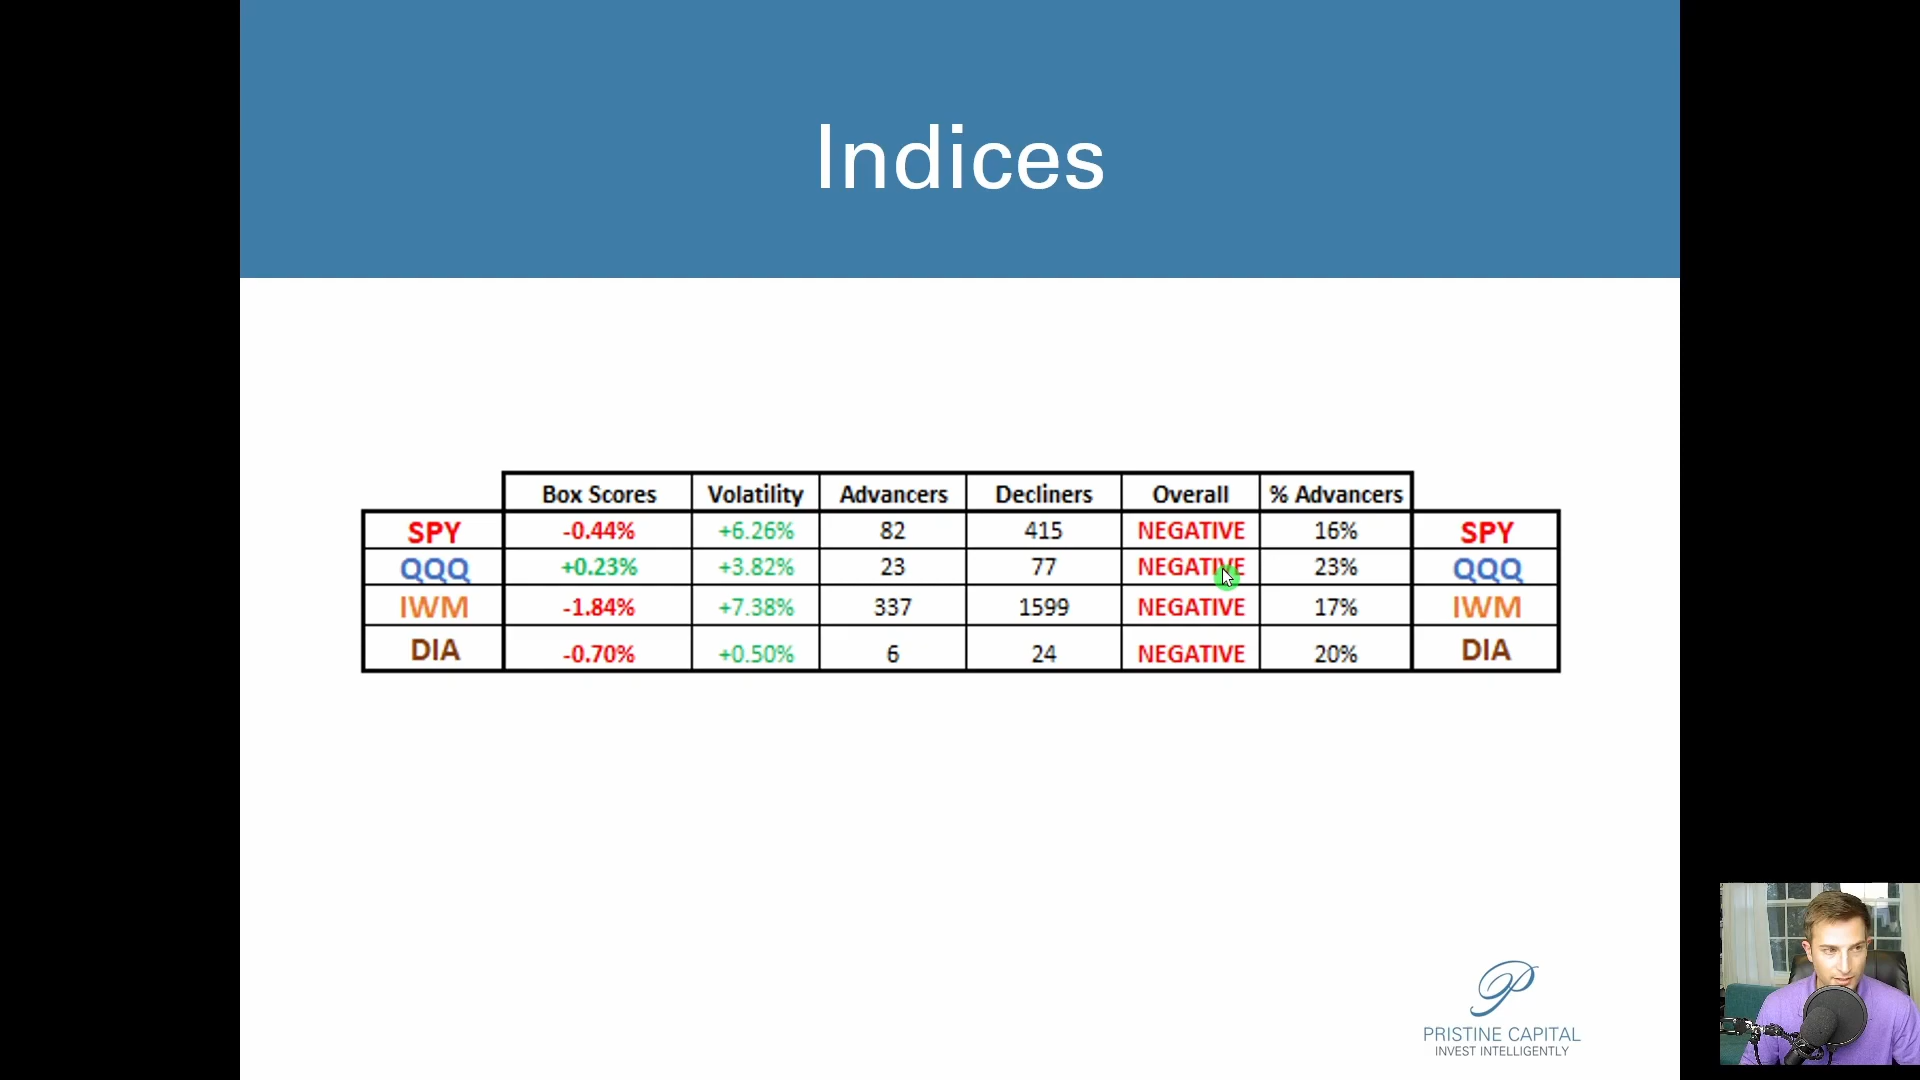 Indices
Box Scores Volatility Advancers Decliners Overall % Advancers
SPY -0.44% +6.26% 82 415 NEGATIVE 16% SPY
QQQ +0.23% +3.82% 23 77 NEGATIVE 23% QQQ
IWM -1.84% +7.38% 337 1599 NEGATIVE 17% IWM
DIA -0.70% +0.50% 6 24 NEGATIVE 20% DIA
P
PRISTINE CAPITAL
INVEST INTELLIGENTLY